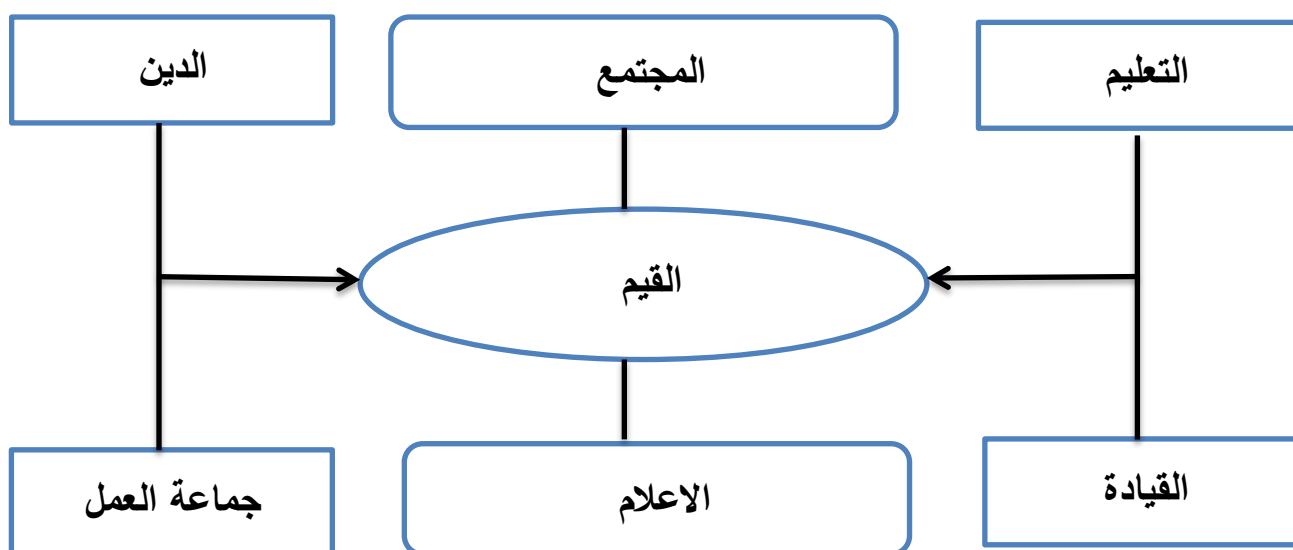 التعليم
المجتمع
الدين
القيم
القيادة
الاعلام
جماعة العمل